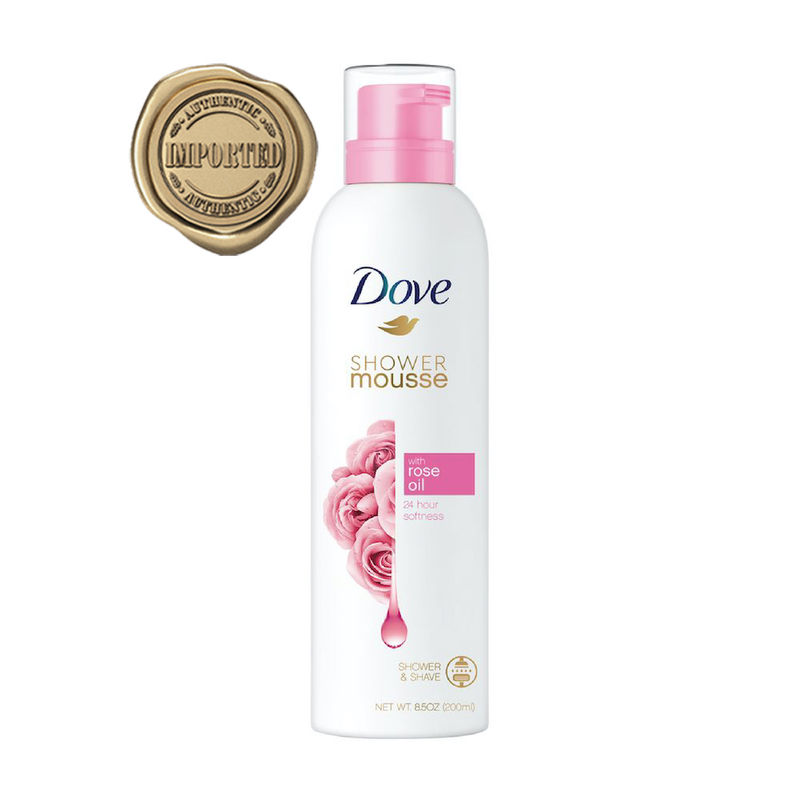 AUTHENTIC
IMPORTED
AUTHENTIC
Dove
SHOWER
mousse
with
rose
oil
24 hour
softness
SHOWER
& SHAVE
NET WT. 8.5OZ (200ml)